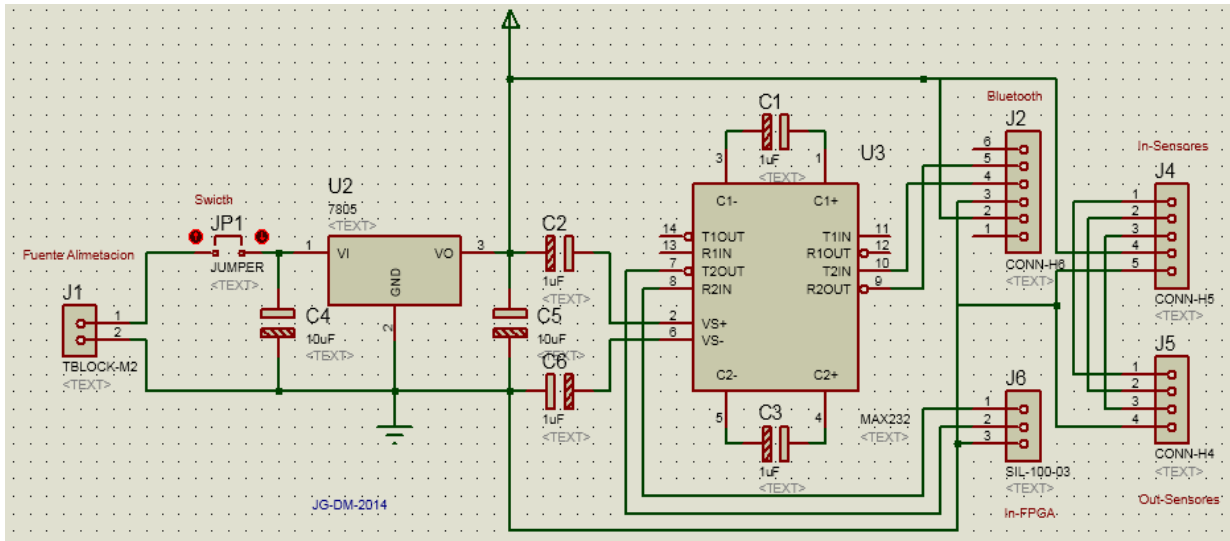 Fuente Alimetacion
J1
1
2
TBLOCK-M2
<TEXT>
Swicth
JP1
JUMPER
<TEXT>
C4
10uF
<TEXT>
U2
7805
<TEXT>
1
VI
VO
3
GND
2
C2
1uF
<TEXT>
C5
10uF
<TEXT>
C6
1uF
<TEXT>
C1
1uF
<TEXT>
U3
3
1
C1-
C1+
14
T1OUT
T1IN
11
13
R1IN
R1OUT
12
7
T2OUT
T2IN
10
8
R2IN
R2OUT
9
2
VS+
6
VS-
C2-
C2+
5
4
MAX232
<TEXT>
C3
1uF
<TEXT>
Bluetooth
J2
6
5
4
3
2
1
CONN-H6
<TEXT>
In-Sensores
J4
1
2
3
4
5
CONN-H5
<TEXT>
J5
1
2
3
4
CONN-H4
<TEXT>
Out-Sensores
J6
1
2
3
SIL-100-03
<TEXT>
In-FPGA
JG-DM-2014